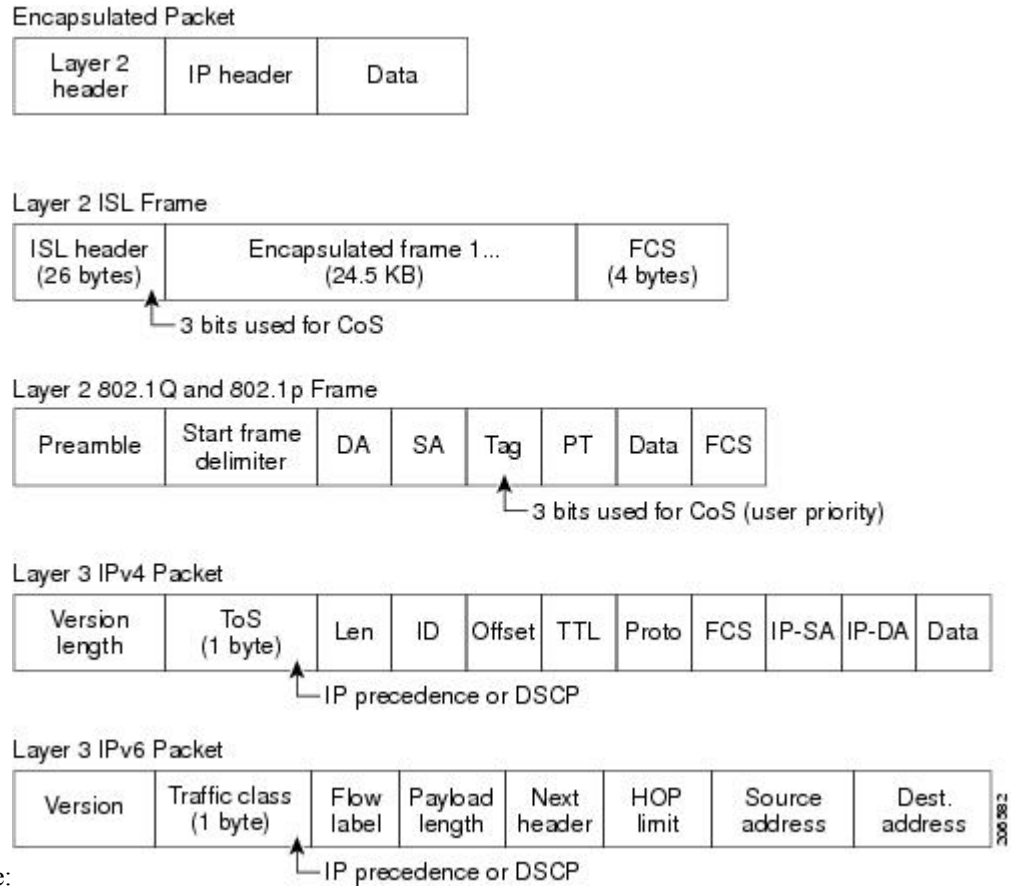 Encapsulated Packet
Layer 2
header
IP header
Data
Layer 2 ISL Frame
ISL header
(26 bytes)
Encapsulated frame 1...
(24.5 KB)
FCS
(4 bytes)
3 bits used for CoS
Layer 2 802.1Q and 802.1p Frame
Preamble
Start frame
delimiter
DA
SA
Tag
PT
Data
FCS
3 bits used for CoS (user priority)
Layer 3 IPv4 Packet
Version
length
ToS
(1 byte)
Len
ID
Offset
TTL
Proto
FCS
IP-SA
IP-DA
Data
IP precedence or DSCP
Layer 3 IPv6 Packet
Version
Traffic class
(1 byte)
Flow
label
Payload
length
Next
header
HOP
limit
Source
address
Dest.
address
206582
IP precedence or DSCP
e: